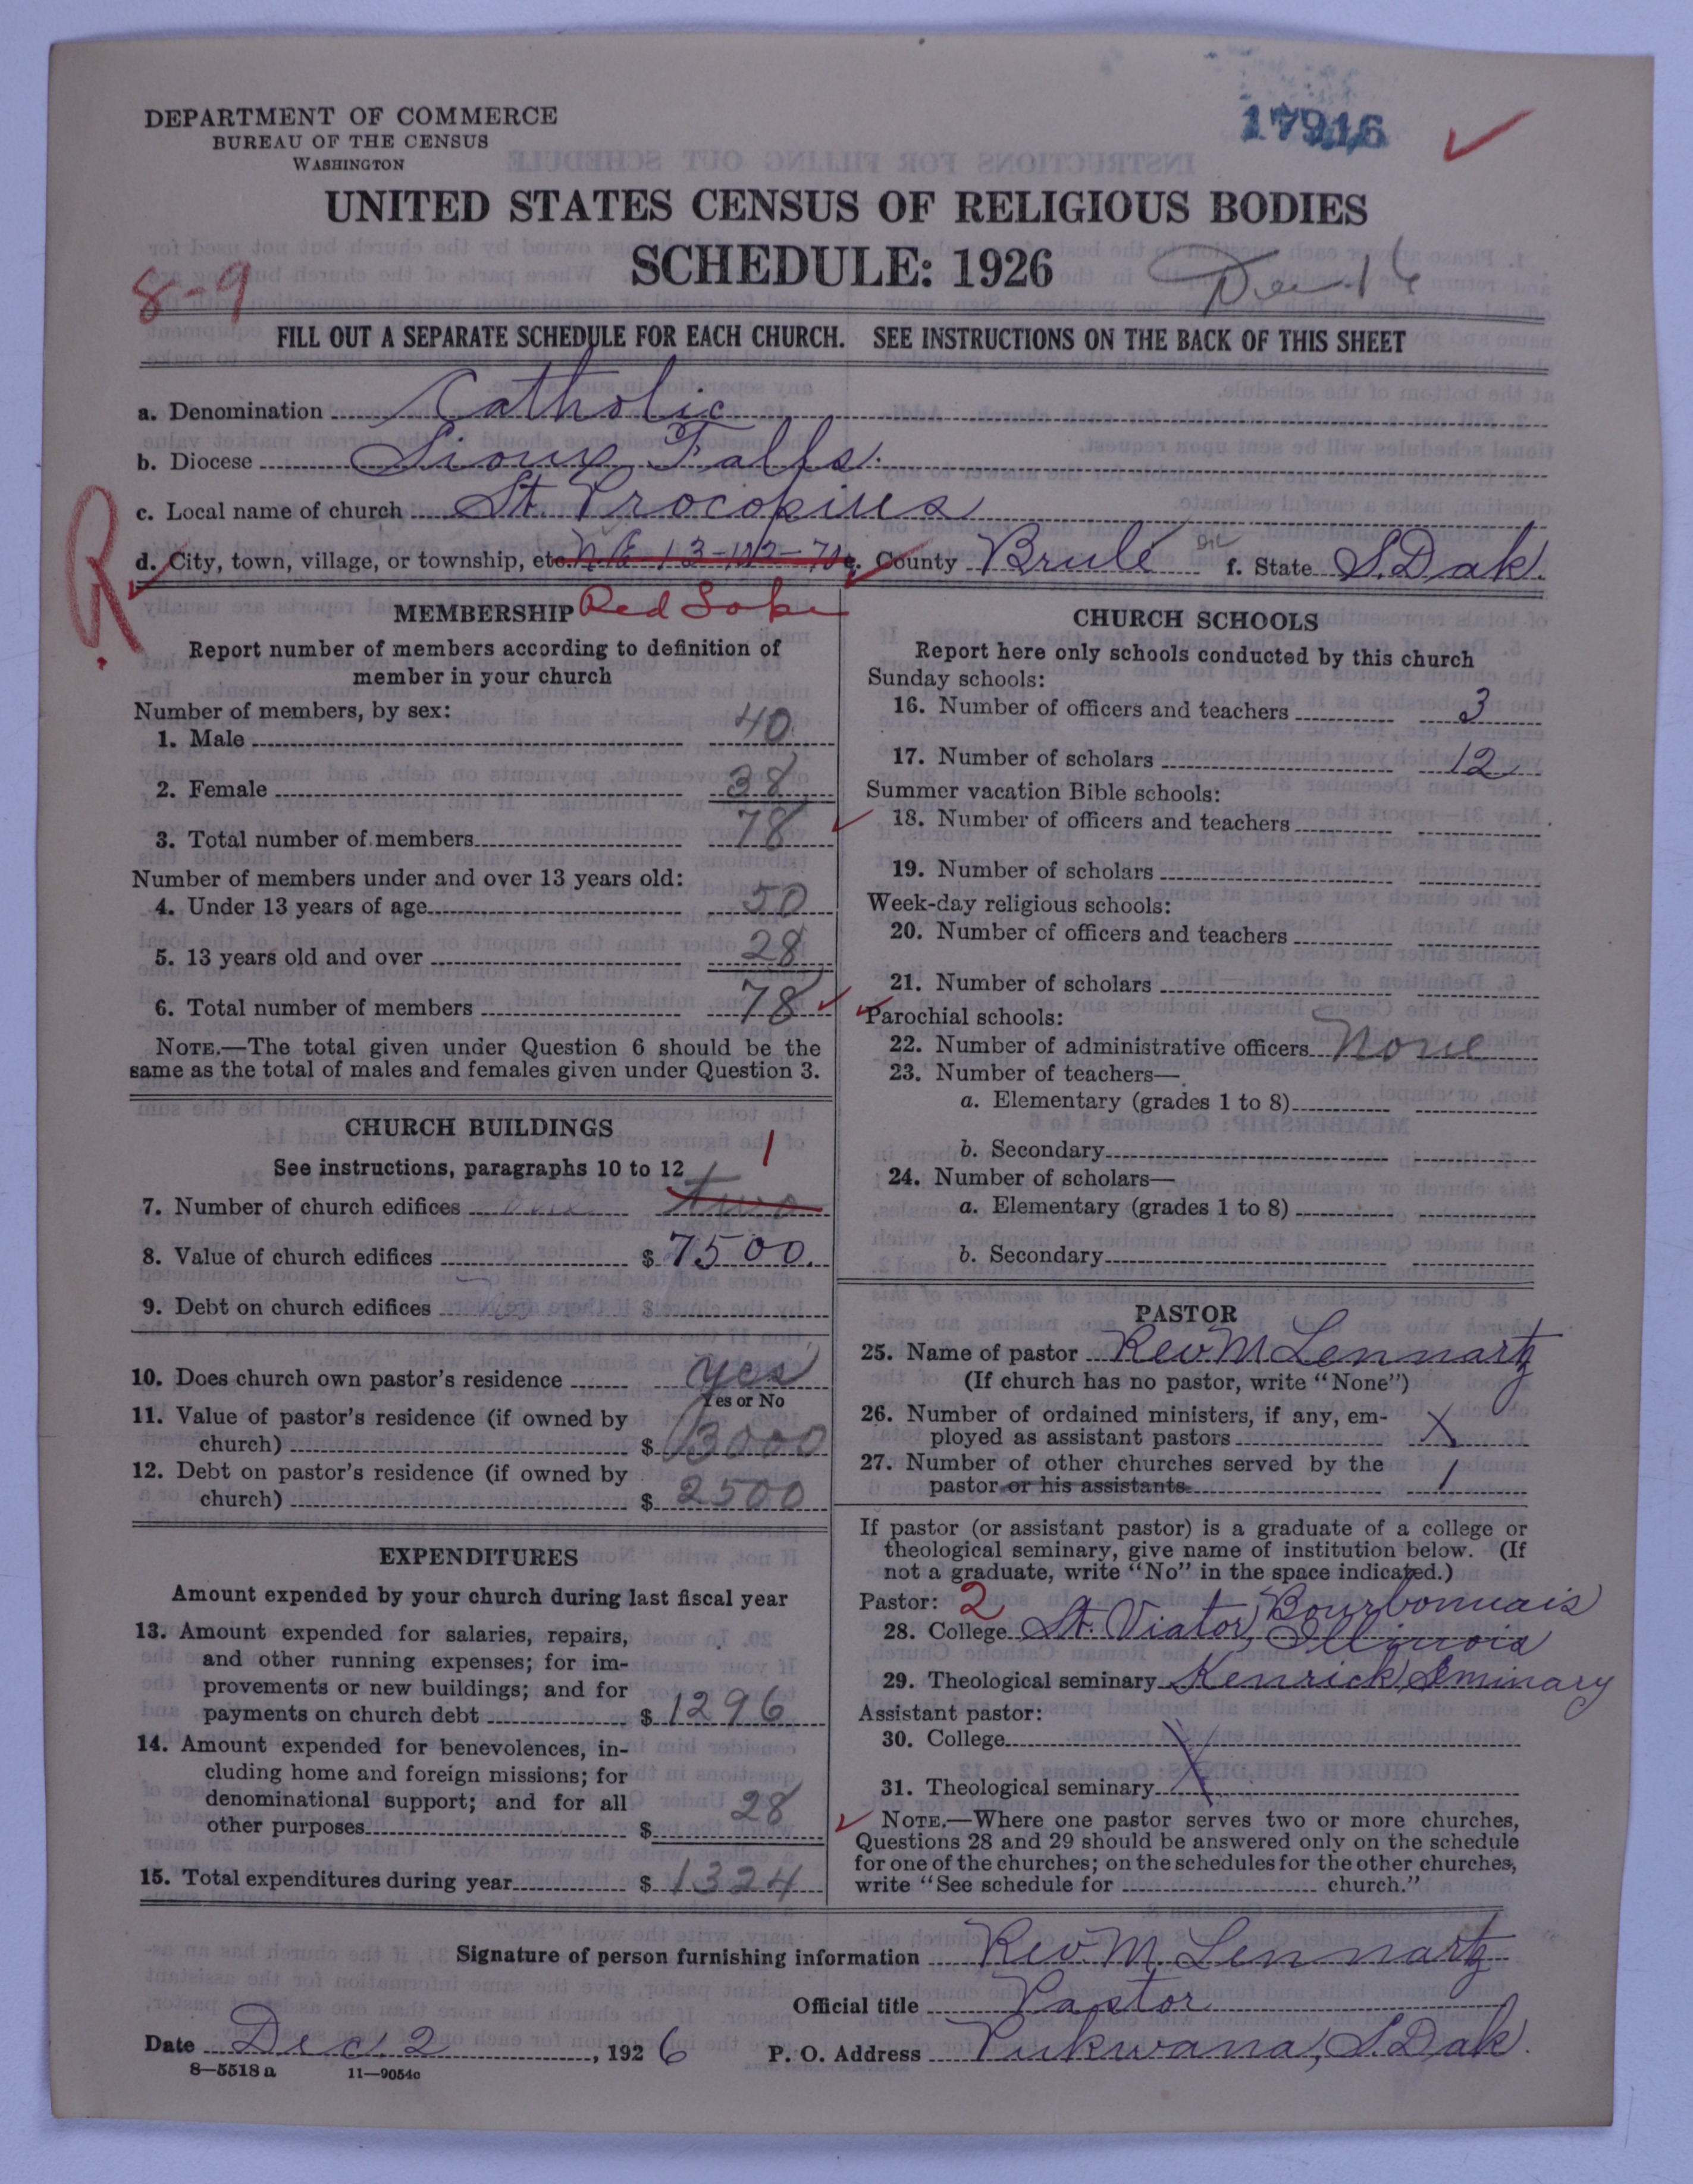 DEPARTMENT OF COMMERCE
BUREAU OF THE CENSUS
WASHINGTON
17916
UNITED STATES CENSUS OF RELIGIOUS BODIES
SCHEDULE: 1926
8-9
Dec 16
FILL OUT A SEPARATE SCHEDULE FOR EACH CHURCH. SEE INSTRUCTIONS ON THE BACK OF THIS SHEET
a. Denomination Catholic
b. Diocese Sioux Falls.
c. Local name of church St. Procopius
d. City, town, village, or township, etc. e. County Brulé f. State S. Dak.
MEMBERSHIP Red Lake
Report number of members according to definition of
member in your church
Number of members, by sex:
1. Male 40
2. Female 38
3. Total number of members 78
Number of members under and over 13 years old:
4. Under 13 years of age 50
5. 13 years old and over 28
6. Total number of members 78
NOTE.—The total given under Question 6 should be the
same as the total of males and females given under Question 3.
CHURCH BUILDINGS
See instructions, paragraphs 10 to 12
1
7. Number of church edifices two
8. Value of church edifices $ 7500.
9. Debt on church edifices $
10. Does church own pastor's residence yes
Yes or No
11. Value of pastor's residence (if owned by
church) $ 13000
12. Debt on pastor's residence (if owned by
church) $ 2500
EXPENDITURES
Amount expended by your church during last fiscal year
13. Amount expended for salaries, repairs,
and other running expenses; for im-
provements or new buildings; and for
payments on church debt $ 1296
14. Amount expended for benevolences, in-
cluding home and foreign missions; for
denominational support; and for all
other purposes $ 28
15. Total expenditures during year $ 1324
CHURCH SCHOOLS
Report here only schools conducted by this church
Sunday schools:
16. Number of officers and teachers 3
17. Number of scholars 12
Summer vacation Bible schools:
18. Number of officers and teachers
19. Number of scholars
Week-day religious schools:
20. Number of officers and teachers
21. Number of scholars
Parochial schools:
22. Number of administrative officers None
23. Number of teachers—
a. Elementary (grades 1 to 8)
b. Secondary
24. Number of scholars—
a. Elementary (grades 1 to 8)
b. Secondary
PASTOR
25. Name of pastor Rev M Lennartz
(If church has no pastor, write "None")
26. Number of ordained ministers, if any, em-
ployed as assistant pastors X
27. Number of other churches served by the
pastor or his assistants 1
If pastor (or assistant pastor) is a graduate of a college or
theological seminary, give name of institution below. (If
not a graduate, write "No" in the space indicated.)
Pastor: 2
28. College St. Viator, Bourbonnais Illinois
29. Theological seminary Kenrick Seminary
Assistant pastor:
30. College X
31. Theological seminary
NOTE.—Where one pastor serves two or more churches,
Questions 28 and 29 should be answered only on the schedule
for one of the churches; on the schedules for the other churches,
write "See schedule for church."
Signature of person furnishing information Rev. M. Lennartz
Official title Pastor
Date Dec. 2, 1926 P. O. Address Pukwana, S. Dak.
8—5518 a 11—9054c